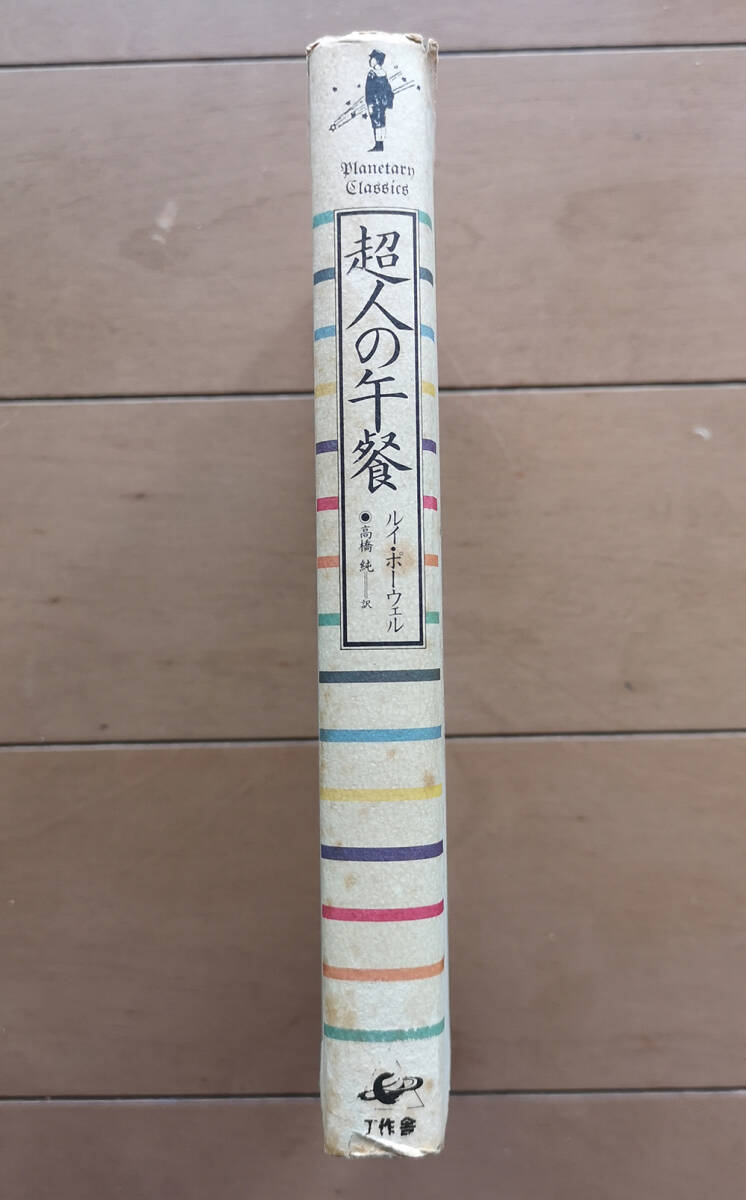 Planetary
Classics
超人の午餐
ルイ・ポーウェル
◉高橋 純──訳
工作舎